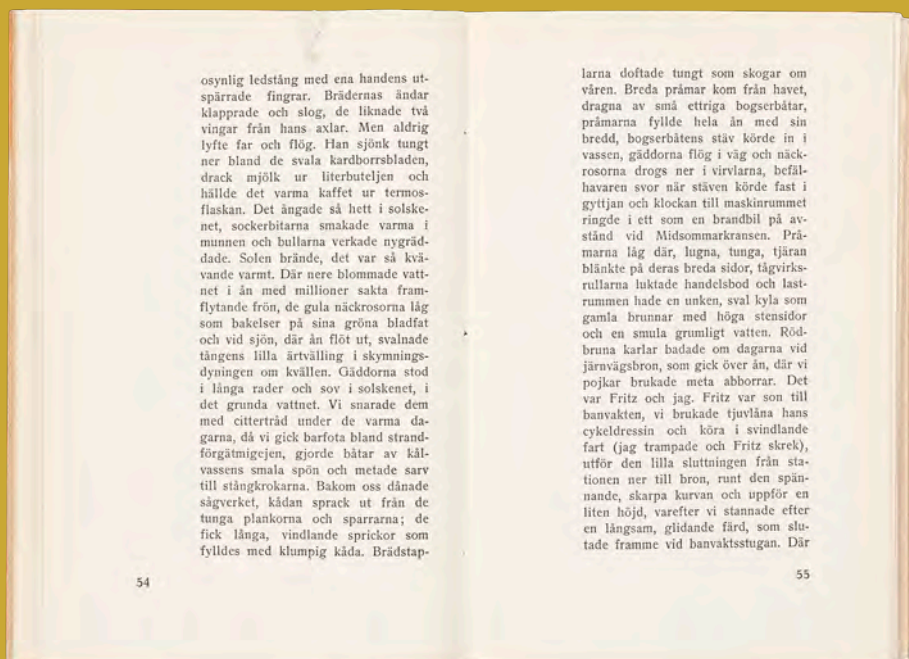 osynlig ledstång med ena handens ut-
spärrade fingrar. Brädernas ändar
klapprade och slog, de liknade två
vingar från hans axlar. Men aldrig
lyfte far och flög. Han sjönk tungt
ner bland de svala kardborrsbladen,
drack mjölk ur literbuteljen och
hällde det varma kaffet ur termos-
flaskan. Det ångade så hett i solske-
net, sockerbitarna smakade varma i
munnen och bullarna verkade nygräd-
dade. Solen brände, det var så kvä-
vande varmt. Där nere blommade vatt-
net i ån med millioner sakta fram-
flytande frön, de gula näckrosorna låg
som bakelser på sina gröna bladfat
och vid sjön, där ån flöt ut, svalnade
tångens lilla ärtvälling i skymnings-
dyningen om kvällen. Gäddorna stod
i långa rader och sov i solskenet, i
det grunda vattnet. Vi snarade dem
med cittertråd under de varma da-
garna, då vi gick barfota bland strand-
förgätmigejen, gjorde båtar av kål-
vassens smala spön och metade sarv
till stångkrokarna. Bakom oss dånade
sågverket, kådan sprack ut från de
tunga plankorna och sparrarna; de
fick långa, vindlande sprickor som
fylldes med klumpig kåda. Brädstap-
54
larna doftade tungt som skogar om
våren. Breda pråmar kom från havet,
dragna av små ettriga bogserbåtar,
pråmarna fyllde hela ån med sin
bredd, bogserbåtens stäv körde in i
vassen, gäddorna flög i väg och näck-
rosorna drogs ner i virvlarna, befäl-
havaren svor när stäven körde fast i
gyttjan och klockan till maskinrummet
ringde i ett som en brandbil på av-
stånd vid Midsommarkransen. Prå-
marna låg där, lugna, tunga, tjäran
blänkte på deras breda sidor, tågvirks-
rullarna luktade handelsbod och last-
rummen hade en unken, sval kyla som
gamla brunnar med höga stensidor
och en smula grumligt vatten. Röd-
bruna karlar badade om dagarna vid
järnvägsbron, som gick över ån, där vi
pojkar brukade meta abborrar. Det
var Fritz och jag. Fritz var son till
banvakten, vi brukade tjuvlåna hans
cykeldressin och köra i svindlande
fart (jag trampade och Fritz skrek),
utför den lilla sluttningen från sta-
tionen ner till bron, runt den spän-
nande, skarpa kurvan och uppför en
liten höjd, varefter vi stannade efter
en långsam, glidande färd, som slu-
tade framme vid banvaktsstugan. Där
55